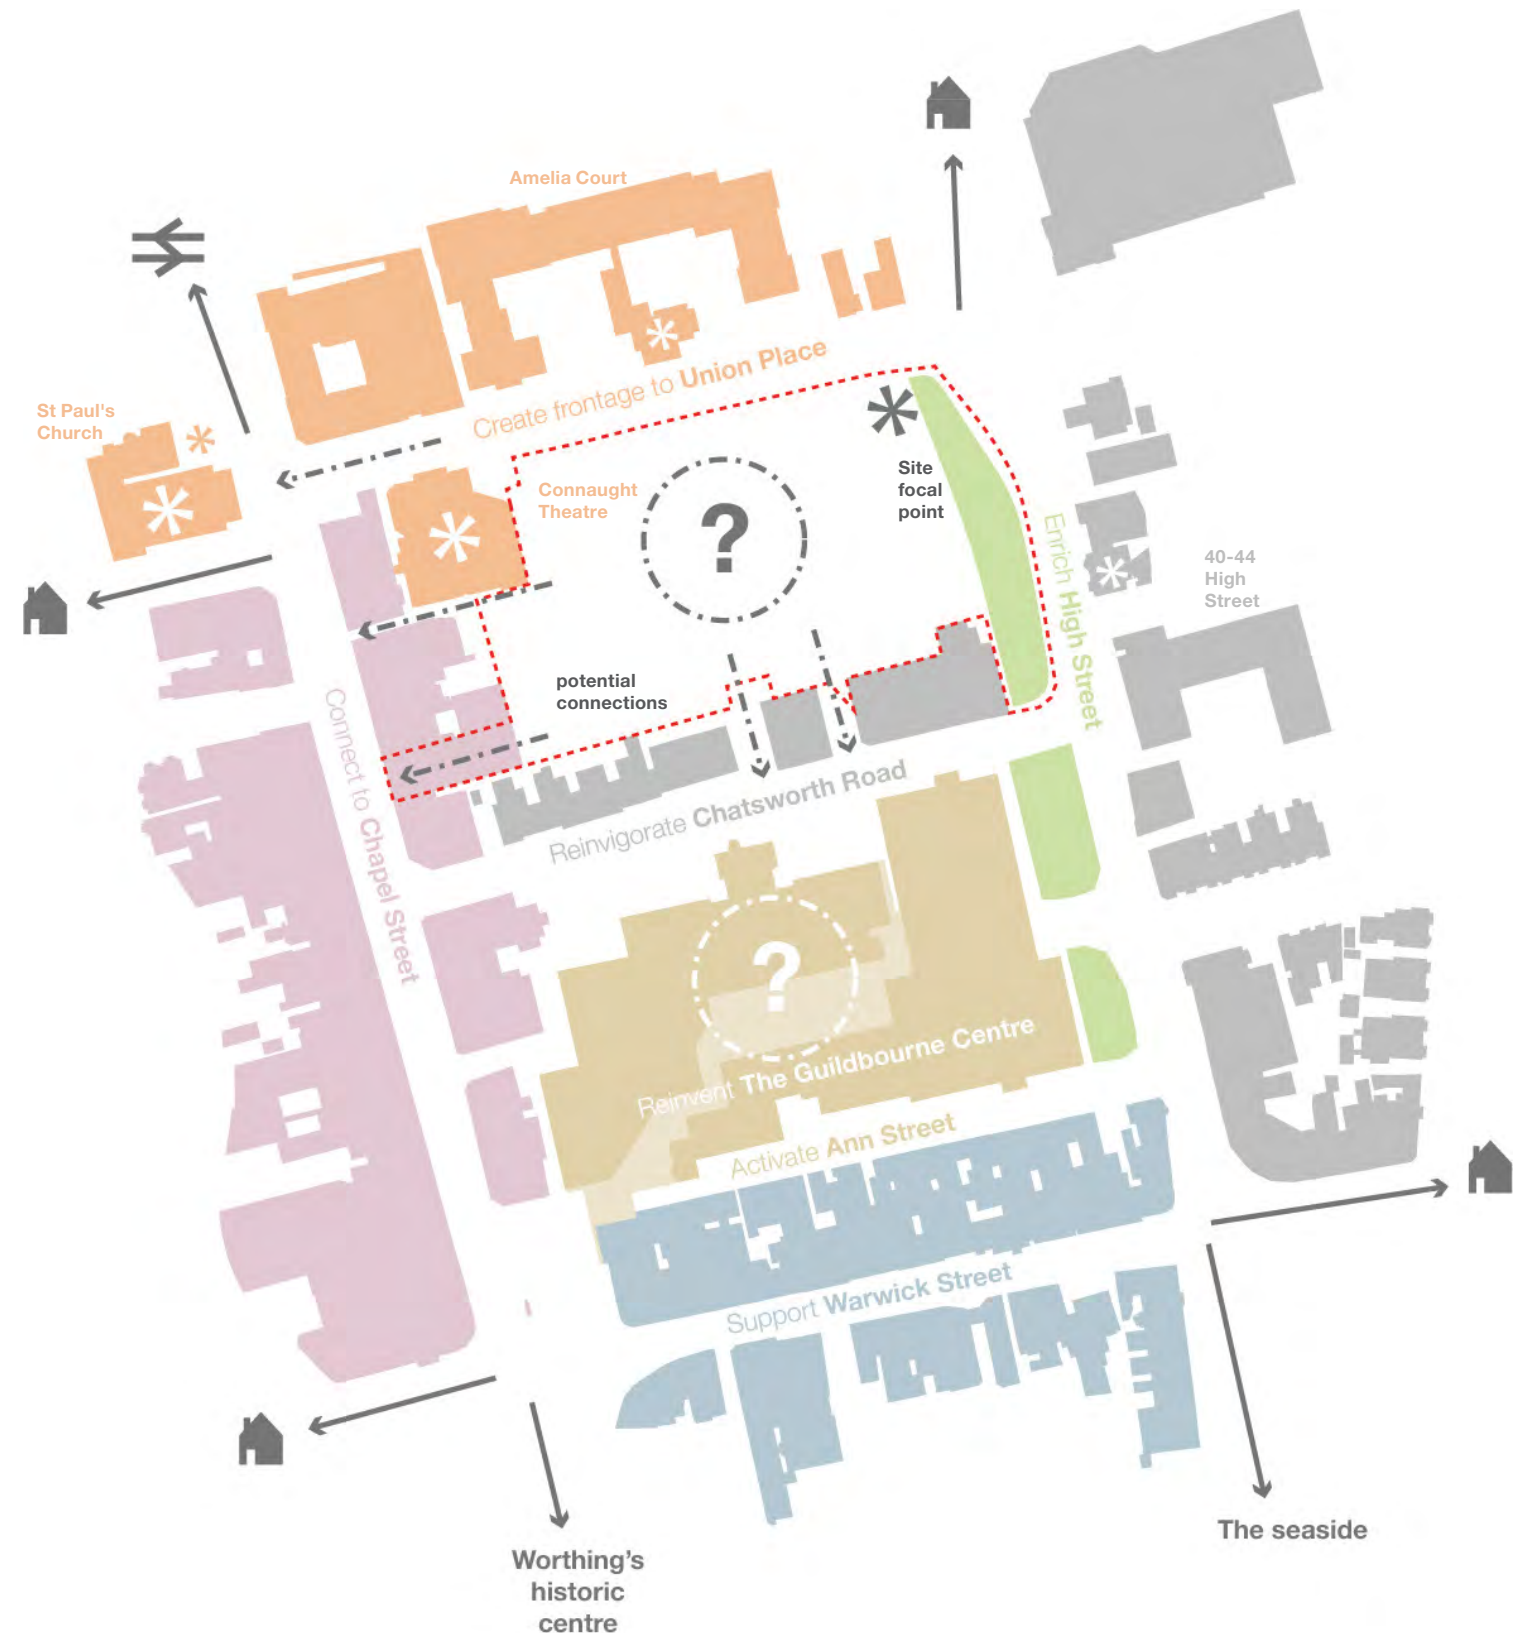 Amelia Court
St Paul's
Church
Create frontage to Union Place
Connaught
Theatre
Site
focal
point
?
Enrich High Street
40-44
High
Street
potential
connections
Connect to Chapel Street
Reinvigorate Chatsworth Road
?
Reinvent The Guildbourne Centre
Activate Ann Street
Support Warwick Street
The seaside
Worthing’s
historic
centre